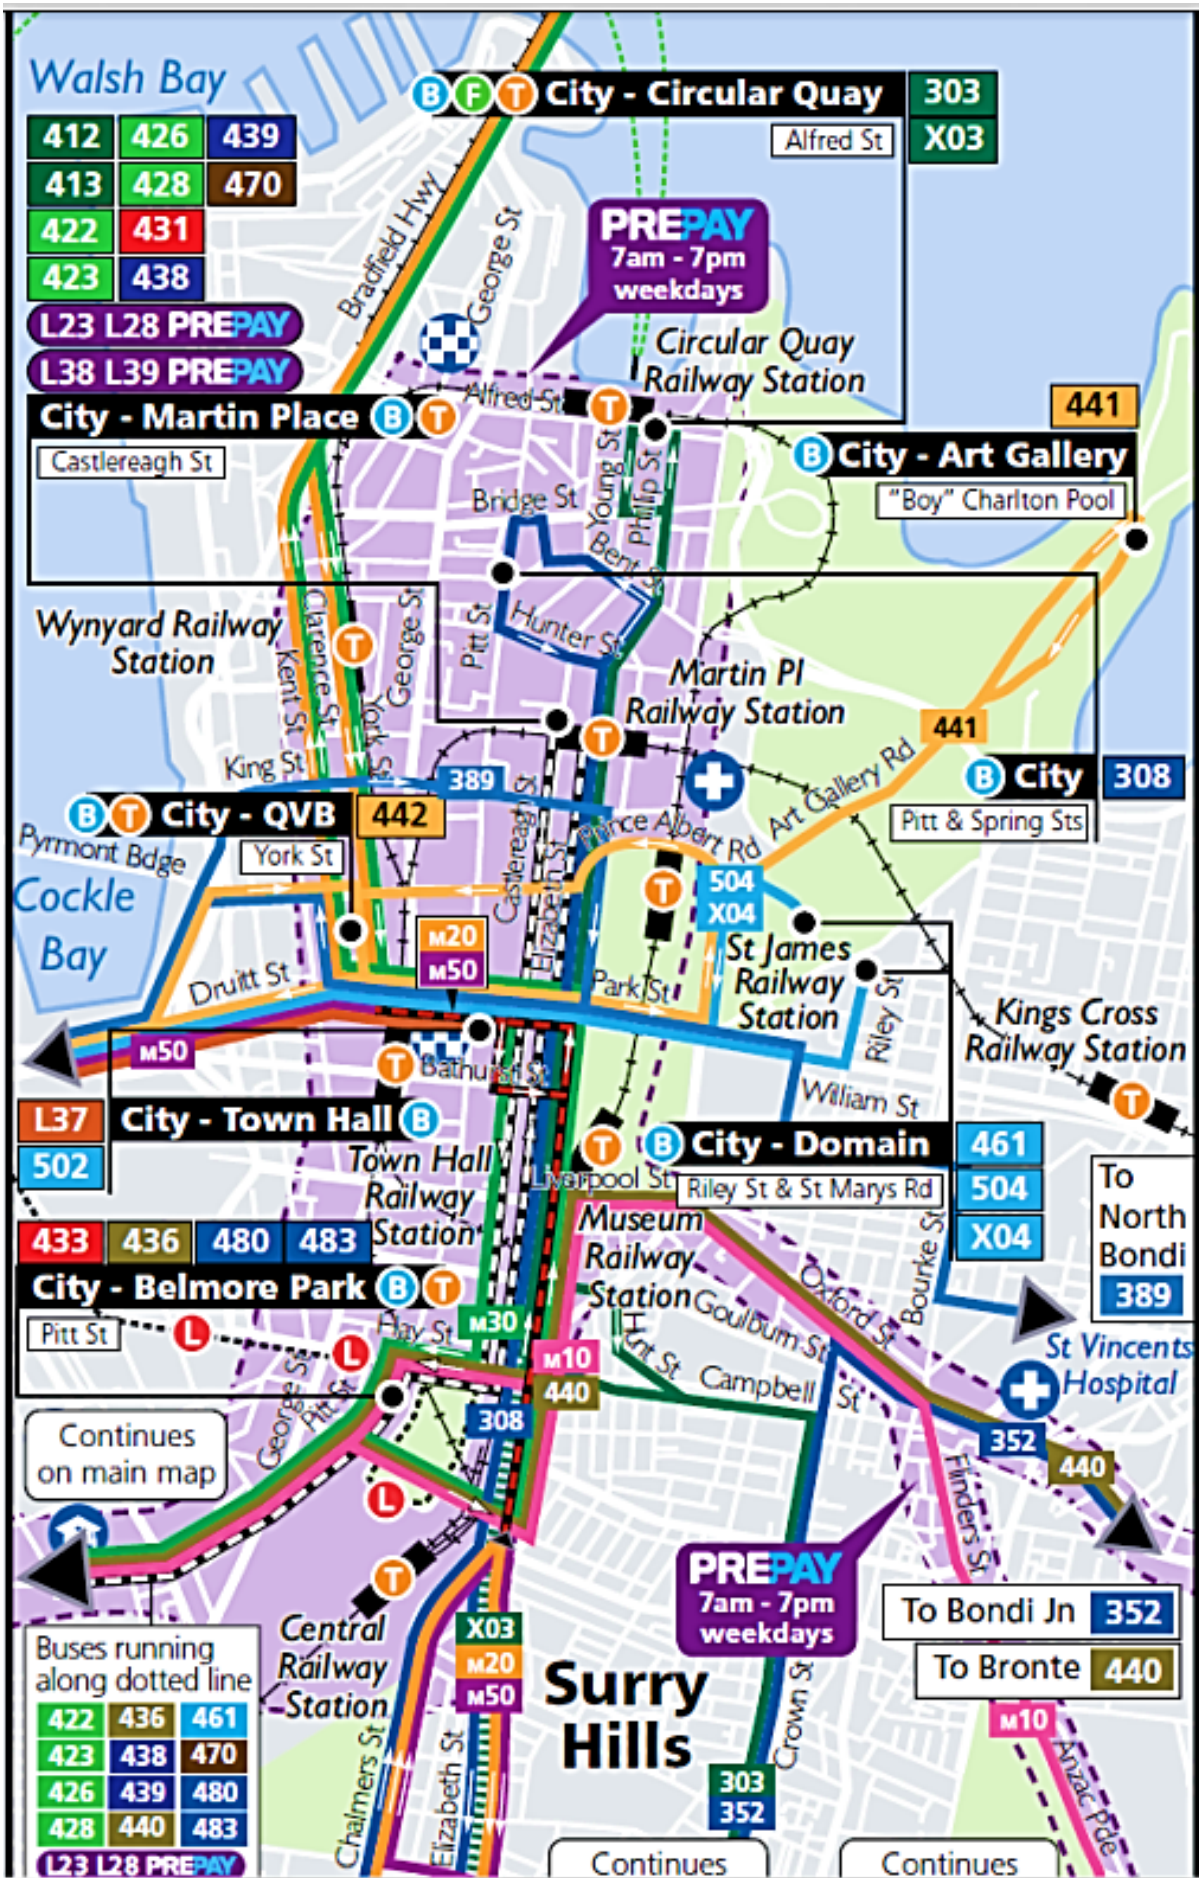 Walsh Bay
412 426 439
413 428 470
422 431
423 438
L23 L28 PREPAY
L38 L39 PREPAY
City - Martin Place B T
Castlereagh St
B F T City - Circular Quay
Alfred St
303
X03
Bradfield Hwy
George St
PREPAY
7am - 7pm
weekdays
Circular Quay
Railway Station
Alfred St
T
441
B City - Art Gallery
"Boy" Charlton Pool
Bridge St
Young St
Phillip St
Bent St
Hunter St
Pitt St
George St
Wynyard Railway
Station
T
Clarence St
Kent St
York St
Martin Pl
Railway Station
T
441
Art Gallery Rd
B City 308
Pitt & Spring Sts
King St
389
B T City - QVB 442
York St
Pyrmont Bdge
Castlereagh St
Elizabeth St
Prince Albert Rd
Cockle
Bay
T
504
X04
St James
Railway
Station
M20
M50
Park St
Druitt St
Riley St
Kings Cross
Railway Station
T
M50
T
Bathurst St
William St
L37
502
City - Town Hall B
Town Hall
Railway
Station
T
B City - Domain
Riley St & St Marys Rd
461
504
X04
Liverpool St
To
North
Bondi
389
433 436 480 483
City - Belmore Park B T
Pitt St
Museum
Railway
Station
Bourke St
Oxford St
Goulburn St
Hunt St
Campbell St
L
L
Hay St
M30
M10
440
308
St Vincents
Hospital
George St
Pitt St
352
440
Continues
on main map
L
Flinders St
T
Central
Railway
Station
PREPAY
7am - 7pm
weekdays
To Bondi Jn 352
To Bronte 440
X03
M20
M50
Surry
Hills
M10
Buses running
along dotted line
422 436 461
423 438 470
426 439 480
428 440 483
L23 L28 PREPAY
Chalmers St
Elizabeth St
Crown St
303
352
Anzac Pde
Continues
Continues